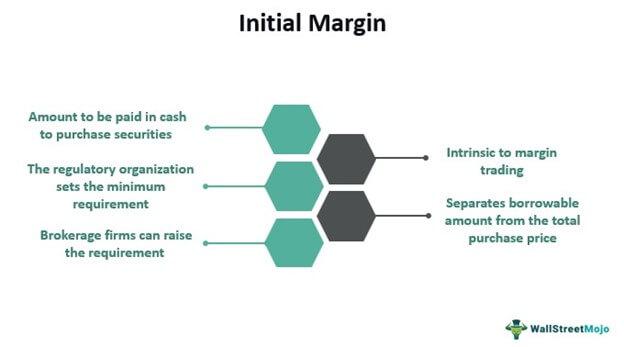 Initial Margin
Amount to be paid in cash
to purchase securities
The regulatory organization
sets the minimum
requirement
Brokerage firms can raise
the requirement
Intrinsic to margin
trading
Separates borrowable
amount from the total
purchase price
WallStreetMojo